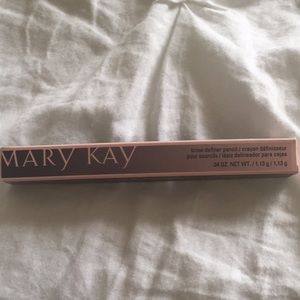 MARY KAY
brow definer pencil / crayon définisseur
pour sourcils / lápiz delineador para cejas
.04 OZ. NET WT. / 1,13 g / 1.13 g